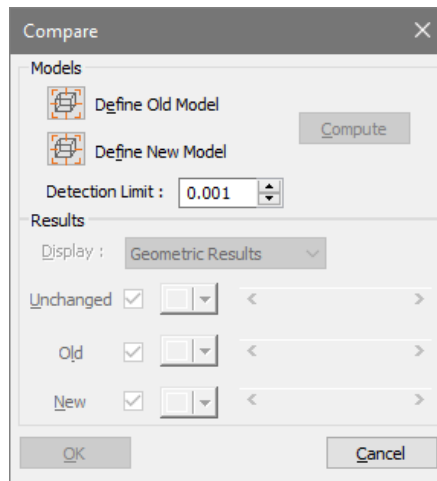 Compare
Models
Define Old Model
Compute
Define New Model
Detection Limit : 0.001
Results
Display : Geometric Results
Unchanged
Old
New
OK Cancel